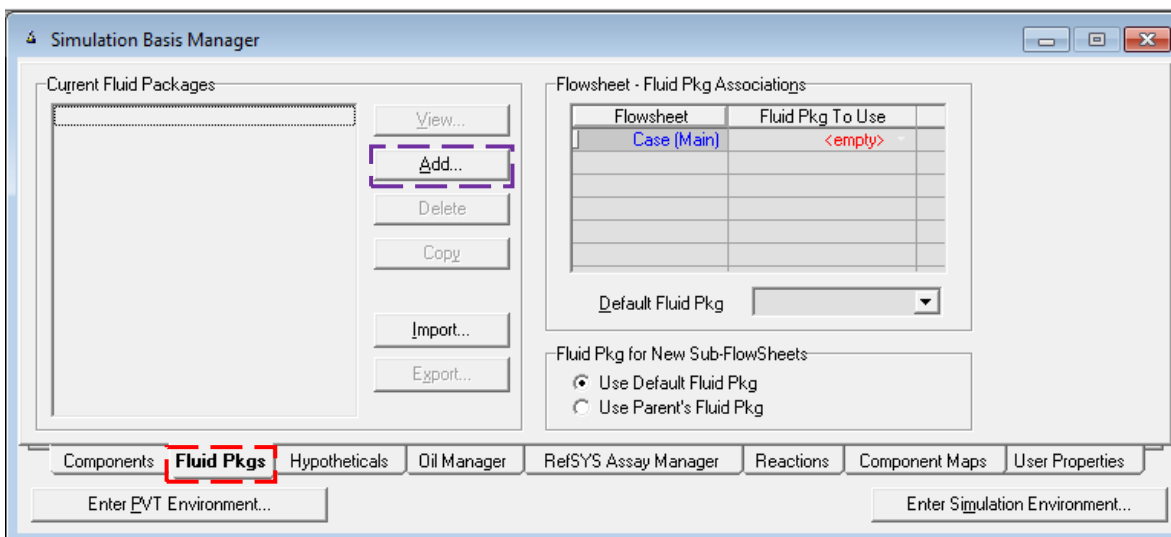 Simulation Basis Manager
Current Fluid Packages
View...
Add...
Delete
Copy
Import...
Export...
Flowsheet - Fluid Pkg Associations
Flowsheet Fluid Pkg To Use
Case (Main) <empty>
Default Fluid Pkg
Fluid Pkg for New Sub-FlowSheets
Use Default Fluid Pkg
Use Parent's Fluid Pkg
Components Fluid Pkgs Hypotheticals Oil Manager RefSYS Assay Manager Reactions Component Maps User Properties
Enter PVT Environment... Enter Simulation Environment...